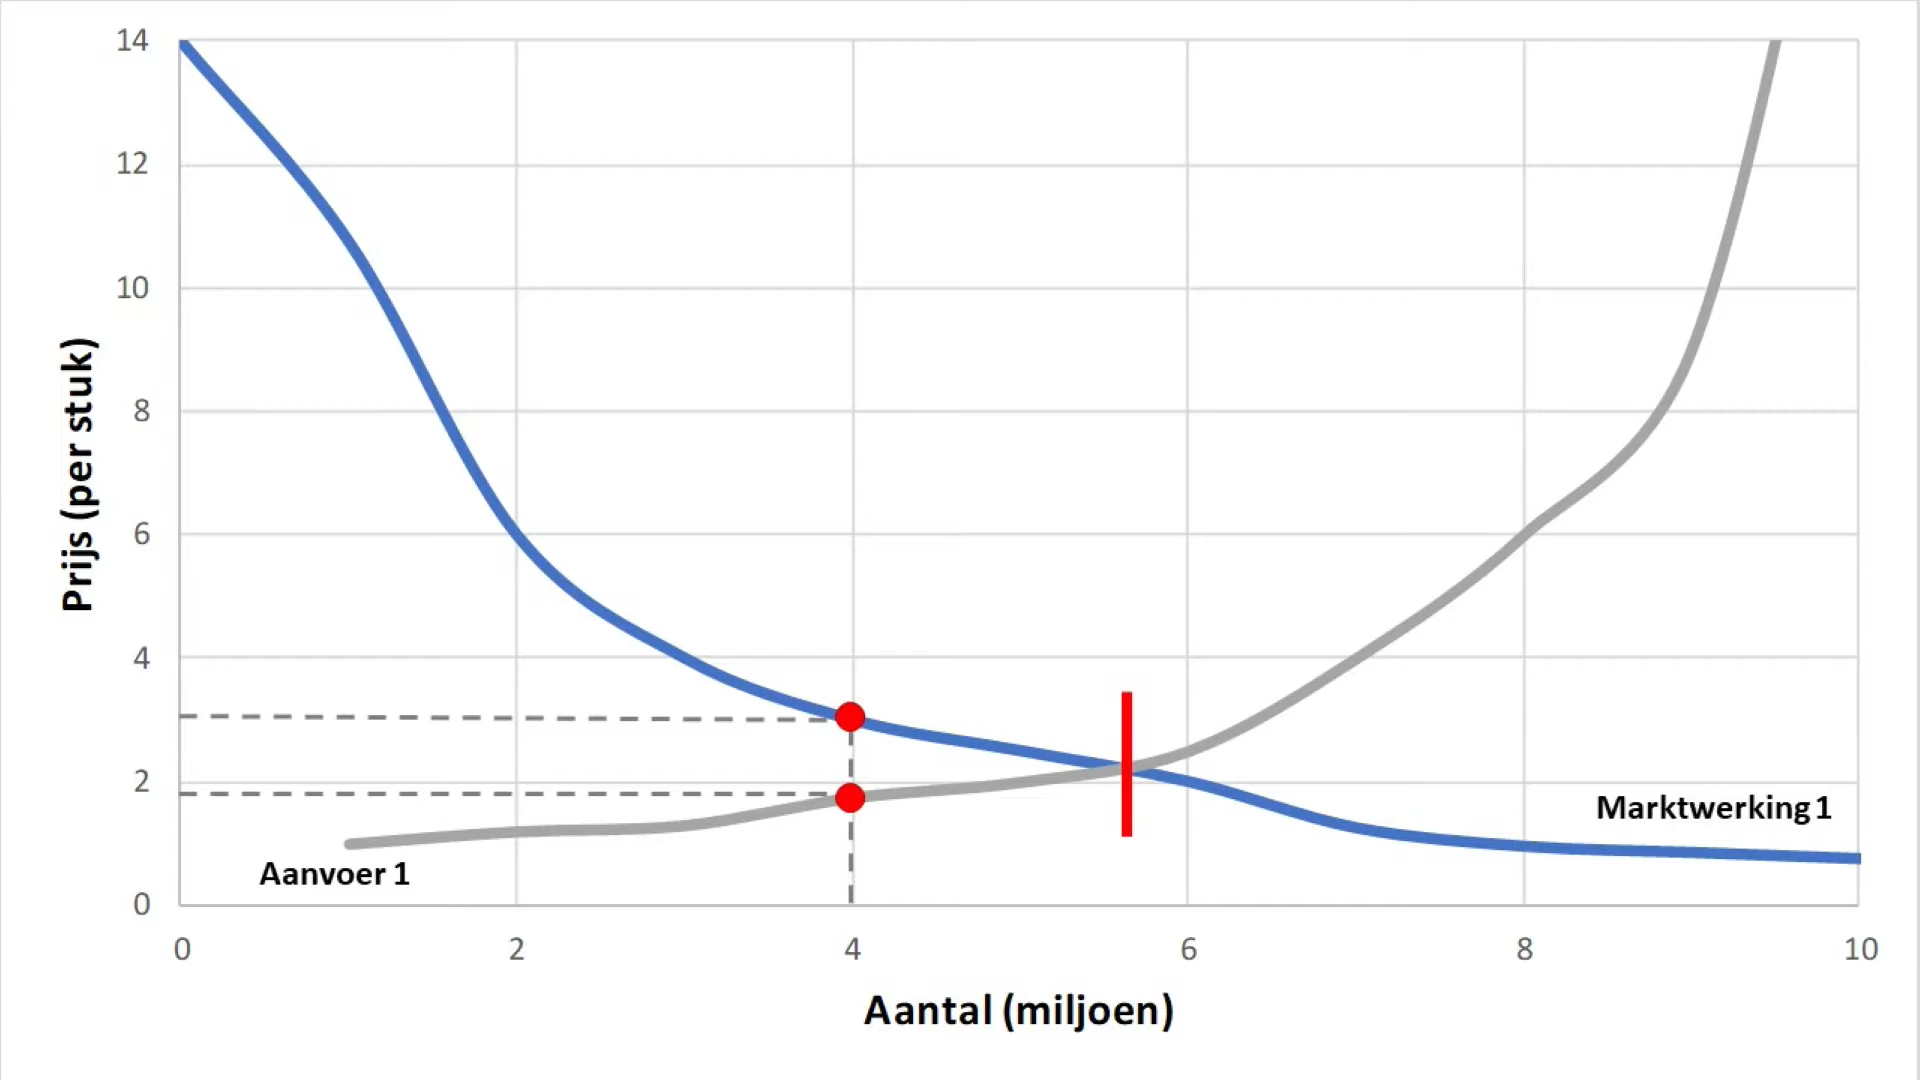 14
12
10
8
6
4
2
0
Prijs (per stuk)
Aanvoer 1
Marktwerking 1
0 2 4 6 8 10
Aantal (miljoen)